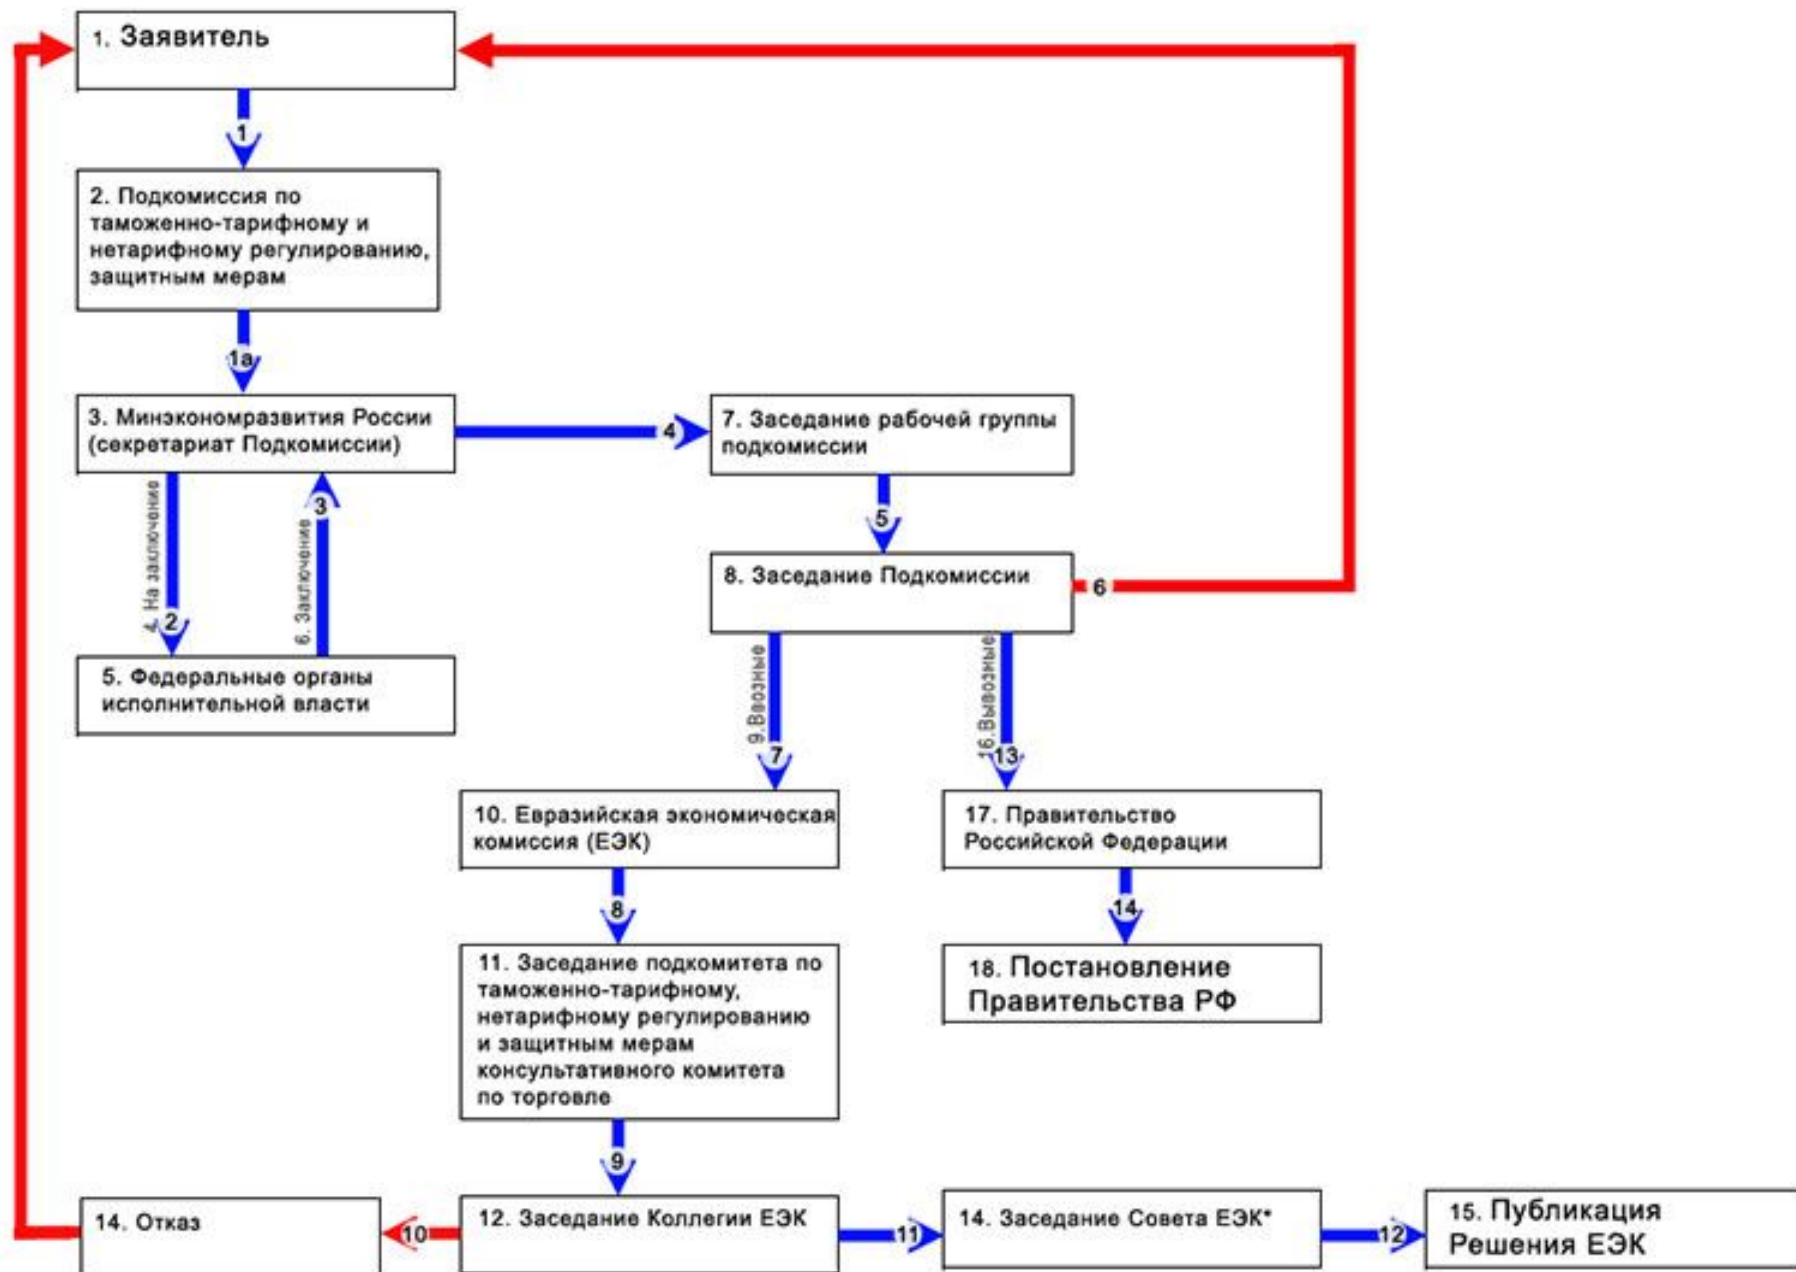 1. Заявитель
1
2. Подкомиссия по
таможенно-тарифному и
нетарифному регулированию,
защитным мерам
1а
3. Минэкономразвития России
(секретариат Подкомиссии)
4
7. Заседание рабочей группы
подкомиссии
4. На заключение
2
6. Заключение
3
5
8. Заседание Подкомиссии
6
5. Федеральные органы
исполнительной власти
9.Ввозные
7
16.Вывозные
13
10. Евразийская экономическая
комиссия (ЕЭК)
17. Правительство
Российской Федерации
8
14
11. Заседание подкомитета по
таможенно-тарифному,
нетарифному регулированию
и защитным мерам
консультативного комитета
по торговле
18. Постановление
Правительства РФ
9
14. Отказ
10
12. Заседание Коллегии ЕЭК
11
14. Заседание Совета ЕЭК*
12
15. Публикация
Решения ЕЭК